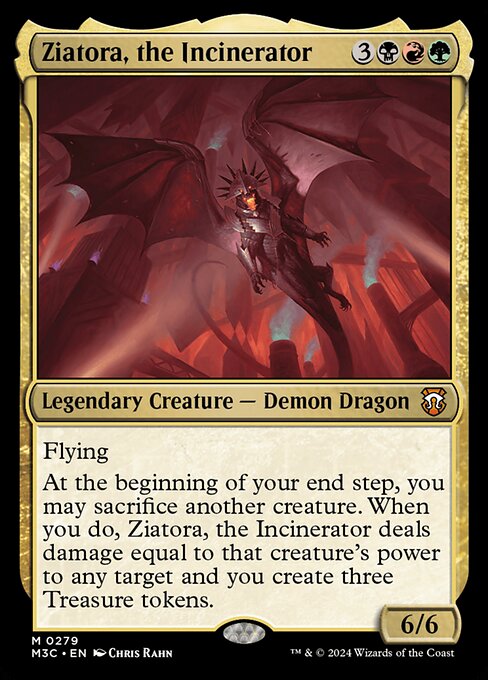 Ziatora, the Incinerator 3
Legendary Creature — Demon Dragon
Flying
At the beginning of your end step, you
may sacrifice another creature. When
you do, Ziatora, the Incinerator deals
damage equal to that creature's power
to any target and you create three
Treasure tokens.
6/6
M 0279
M3C • EN Chris Rahn
™ & © 2024 Wizards of the Coast